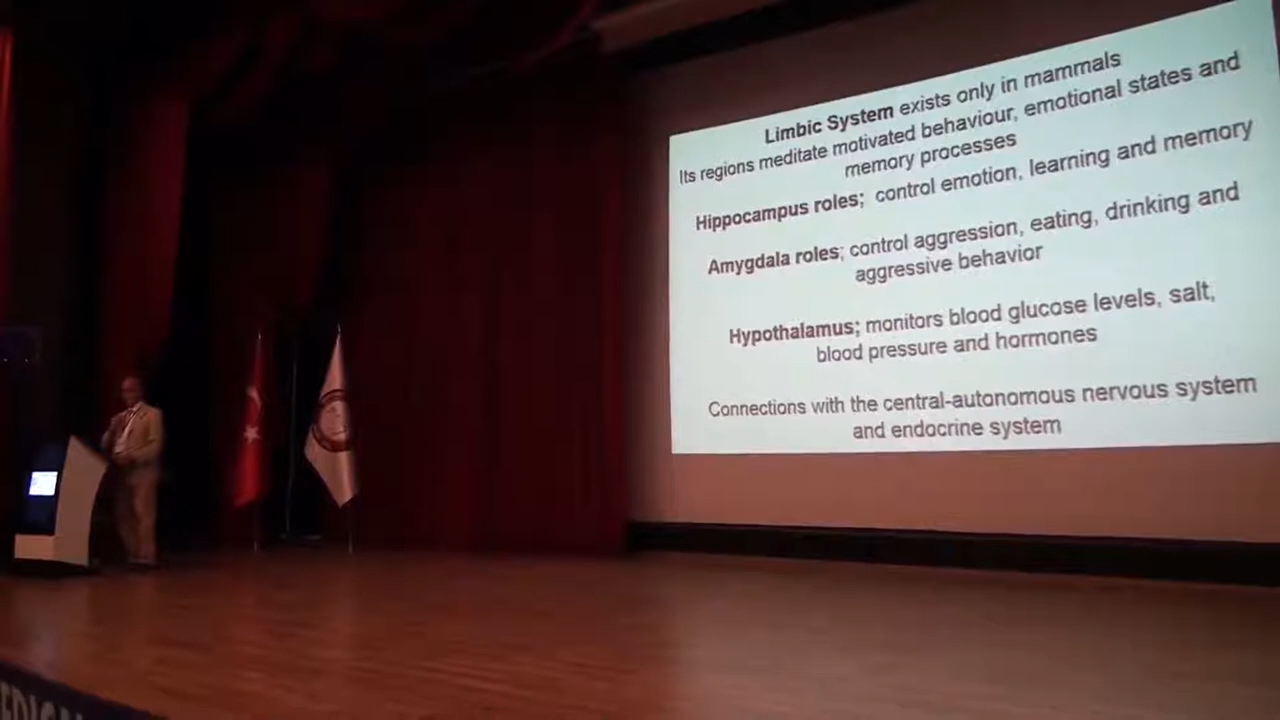 Limbic System exists only in mammals
Its regions meditate motivated behaviour, emotional states and
memory processes
Hippocampus roles; control emotion, learning and memory
Amygdala roles; control aggression, eating, drinking and
aggressive behavior
Hypothalamus; monitors blood glucose levels, salt,
blood pressure and hormones
Connections with the central-autonomous nervous system
and endocrine system